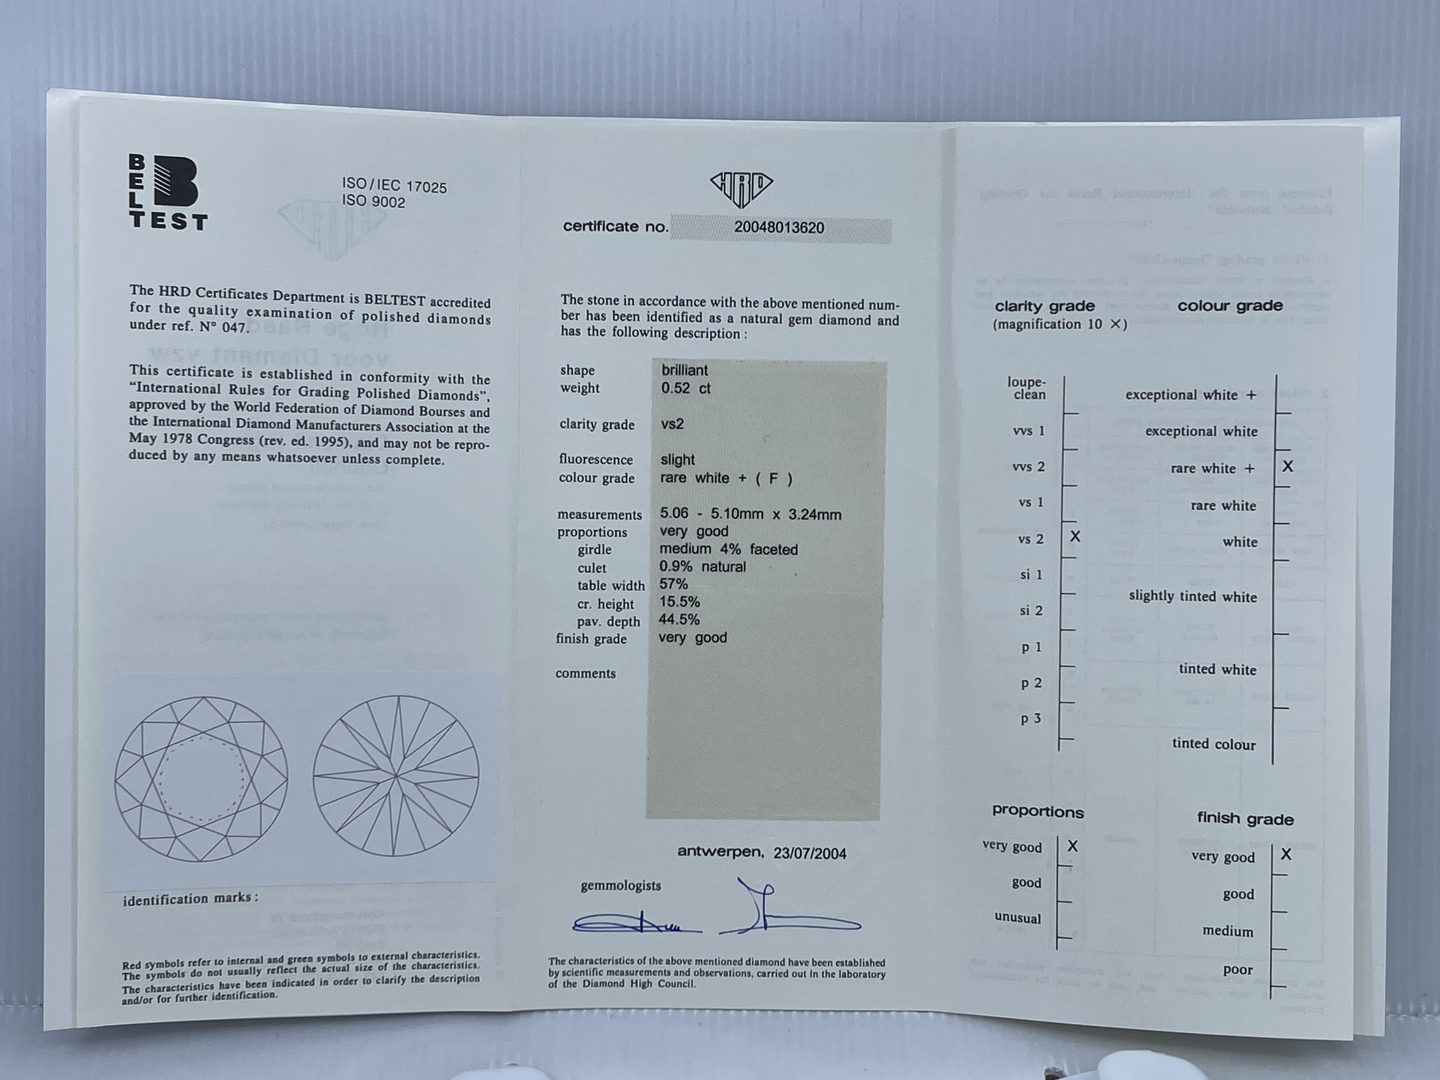 BEL
TEST
B
ISO/IEC 17025
ISO 9002
The HRD Certificates Department is BELTEST accredited
for the quality examination of polished diamonds
under ref. N° 047.
This certificate is established in conformity with the
“International Rules for Grading Polished Diamonds”,
approved by the World Federation of Diamond Bourses and
the International Diamond Manufacturers Association at the
May 1978 Congress (rev. ed. 1995), and may not be repro-
duced by any means whatsoever unless complete.
identification marks :
Red symbols refer to internal and green symbols to external characteristics.
The symbols do not usually reflect the actual size of the characteristics.
The characteristics have been indicated in order to clarify the description
and/or for further identification.
HRD
certificate no. 20048013620
The stone in accordance with the above mentioned num-
ber has been identified as a natural gem diamond and
has the following description :
shape brilliant
weight 0.52 ct
clarity grade vs2
fluorescence slight
colour grade rare white + ( F )
measurements 5.06 - 5.10mm x 3.24mm
proportions very good
girdle medium 4% faceted
culet 0.9% natural
table width 57%
cr. height 15.5%
pav. depth 44.5%
finish grade very good
comments
antwerpen, 23/07/2004
gemmologists
The characteristics of the above mentioned diamond have been established
by scientific measurements and observations, carried out in the laboratory
of the Diamond High Council.
clarity grade
(magnification 10 ×)
loupe-
clean
vvs 1
vvs 2
vs 1
vs 2 X
si 1
si 2
p 1
p 2
p 3
colour grade
exceptional white +
exceptional white
rare white + X
rare white
white
slightly tinted white
tinted white
tinted colour
proportions
very good X
good
unusual
finish grade
very good X
good
medium
poor